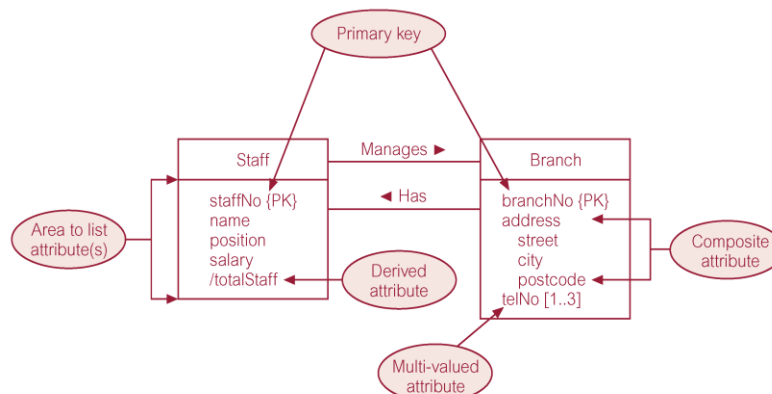 Primary key
Manages ►
Staff
Branch
◄ Has
staffNo {PK}
name
position
salary
/totalStaff
branchNo {PK}
address
street
city
postcode
telNo [1..3]
Area to list
attribute(s)
Derived
attribute
Composite
attribute
Multi-valued
attribute